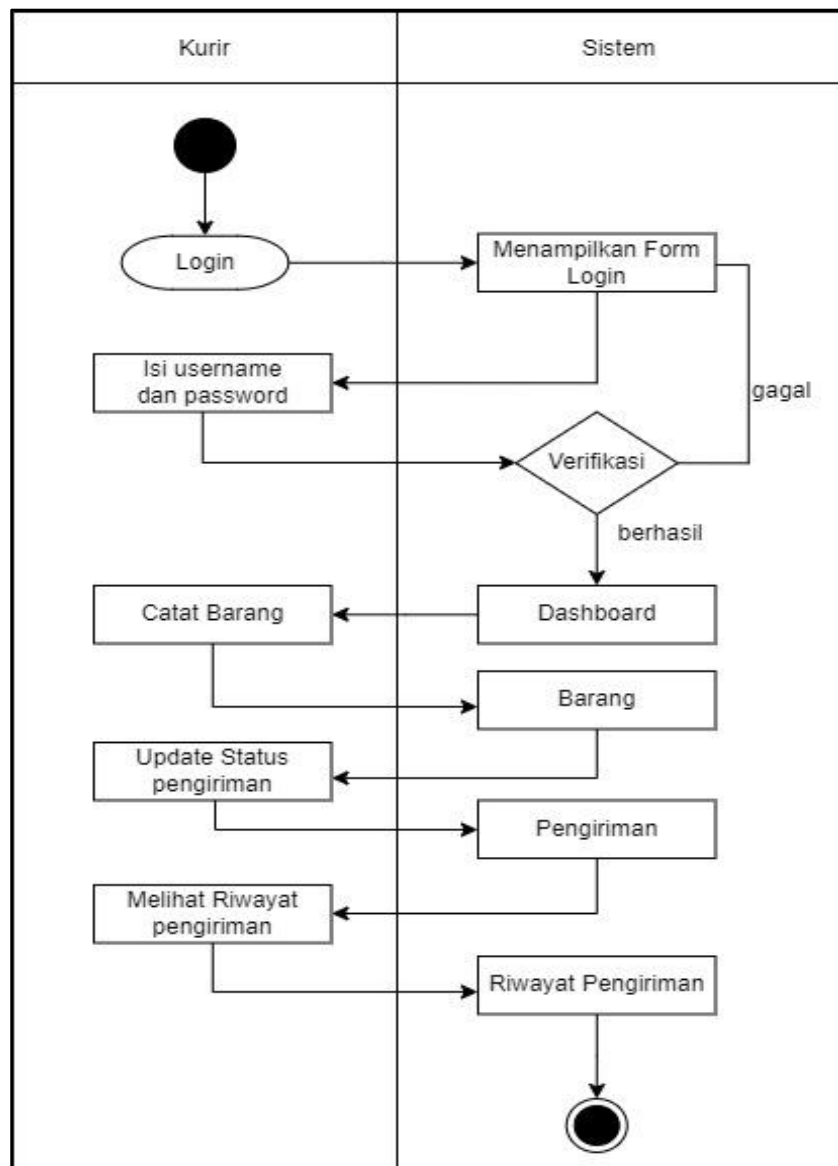 Kurir
Sistem
Login
Menampilkan Form
Login
Isi username
dan password
gagal
Verifikasi
berhasil
Catat Barang
Dashboard
Barang
Update Status
pengiriman
Pengiriman
Melihat Riwayat
pengiriman
Riwayat Pengiriman